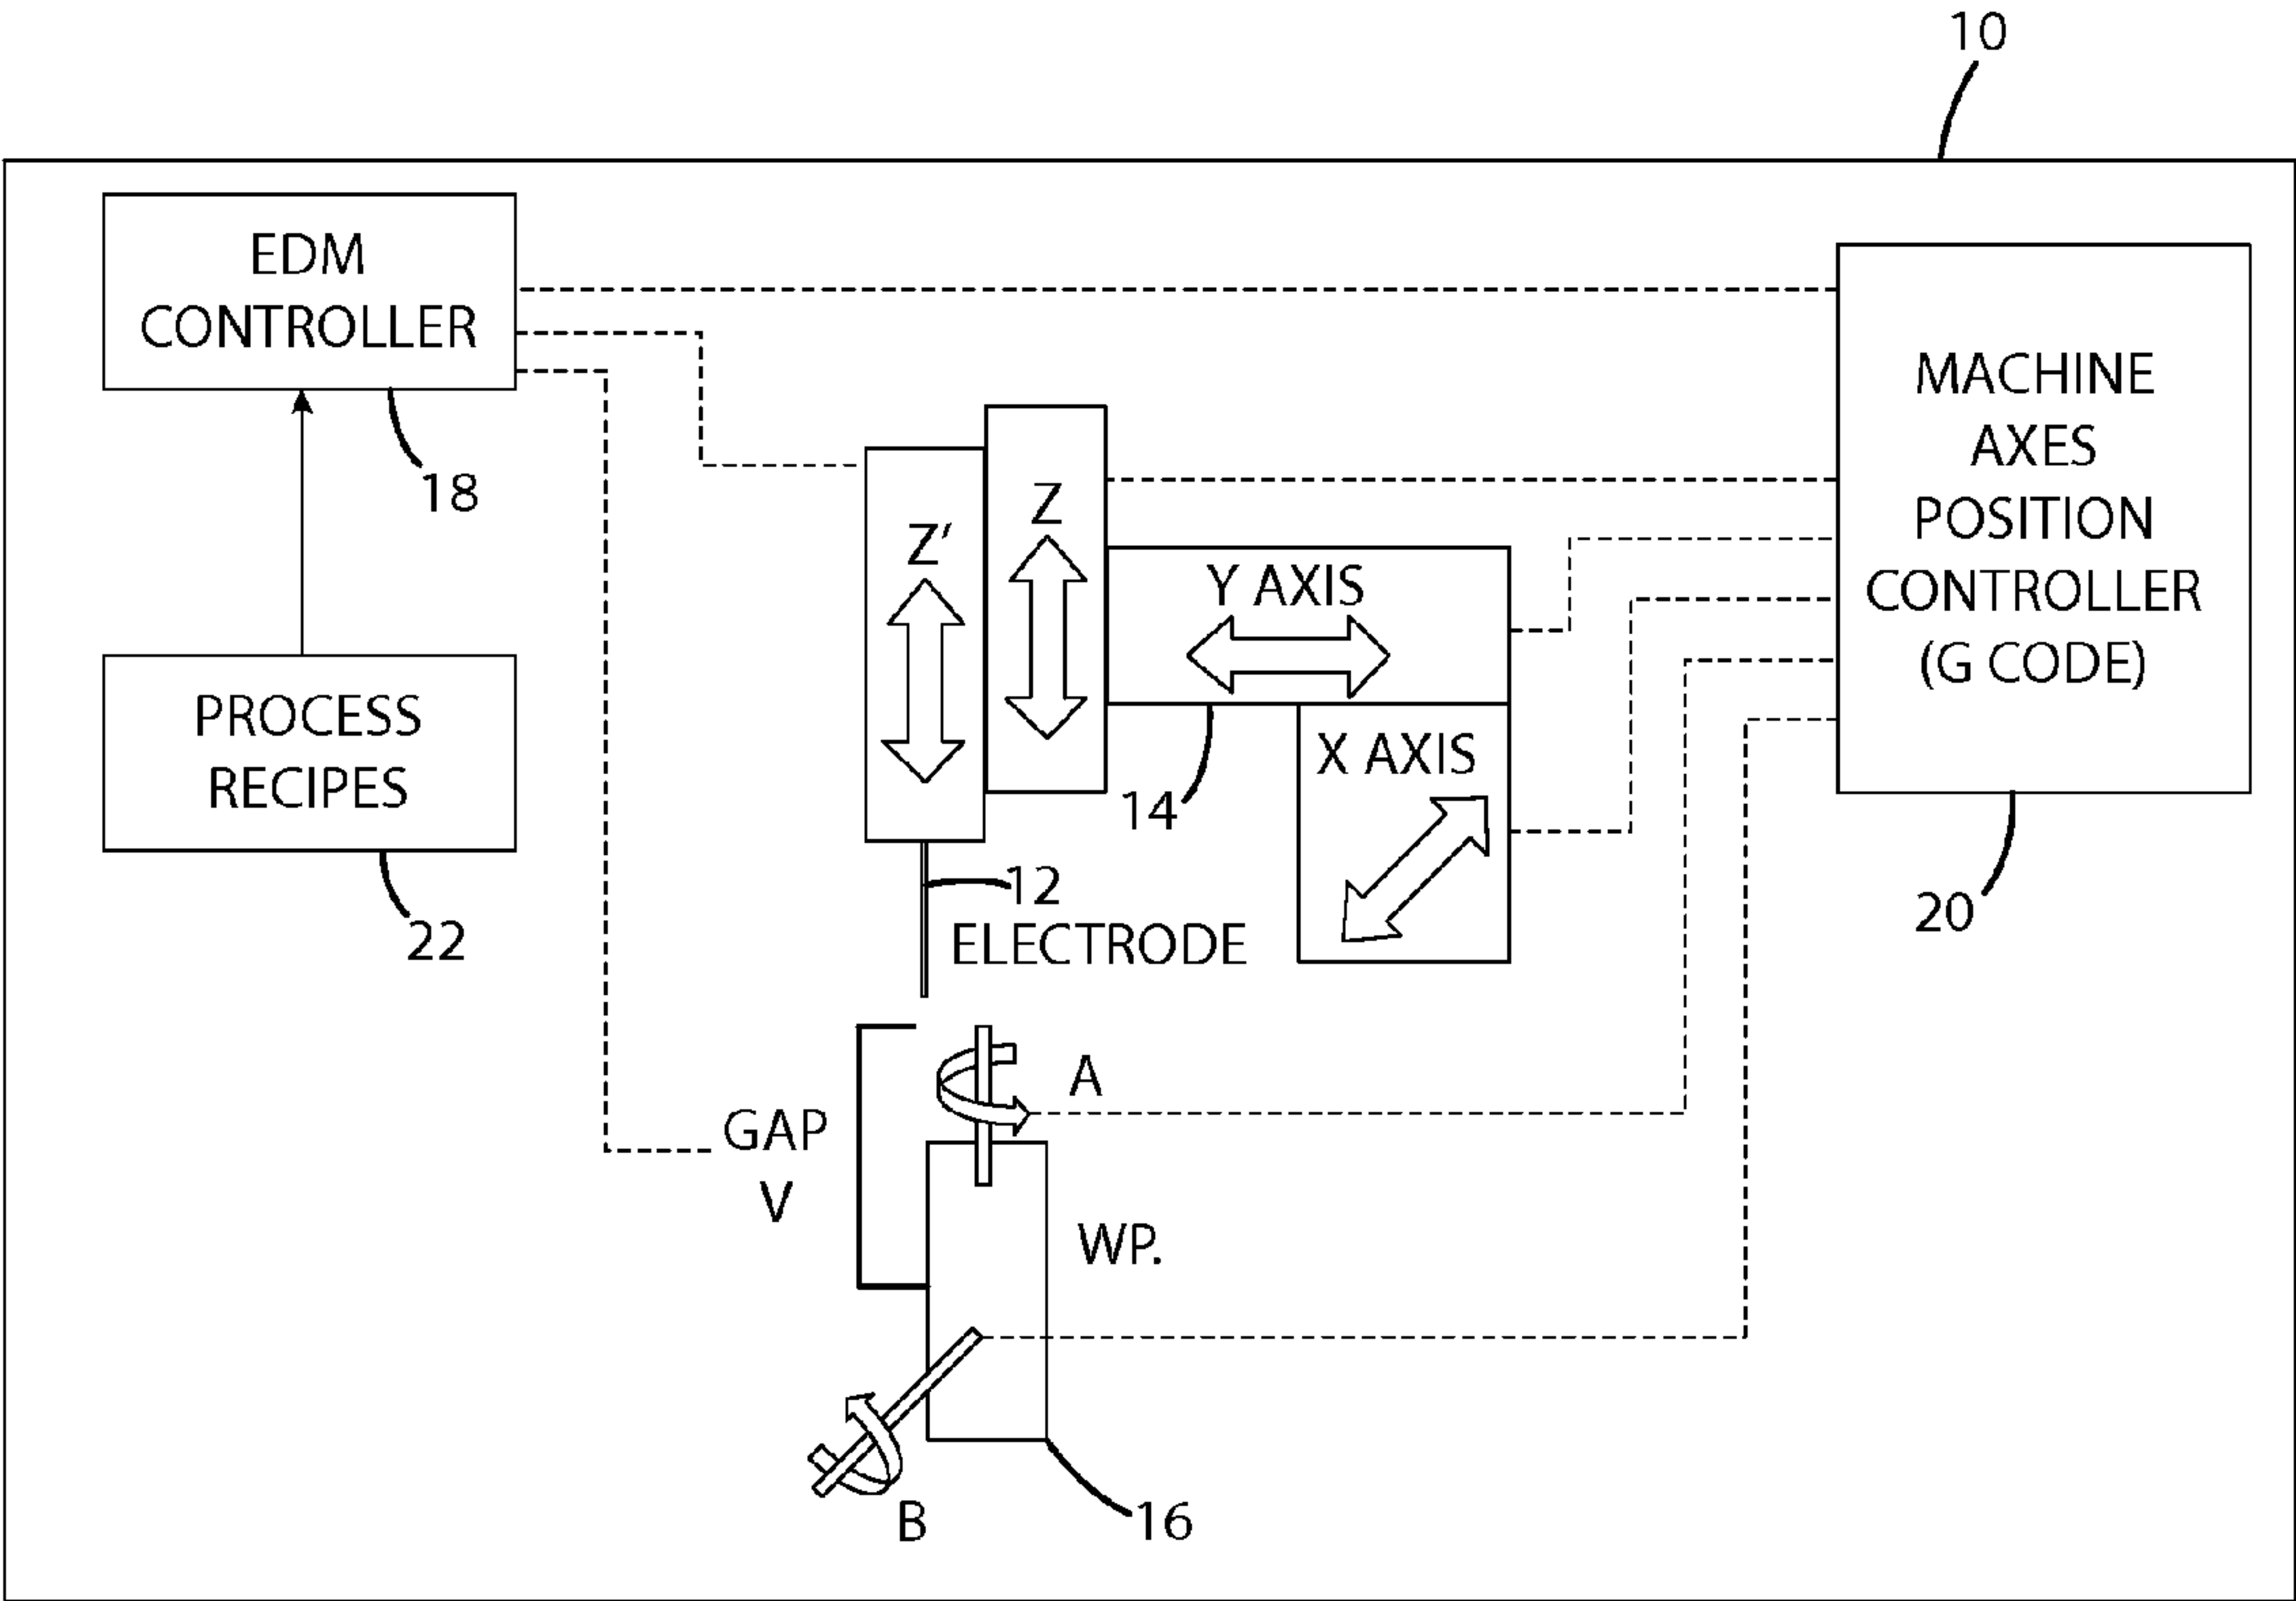 10
EDM
CONTROLLER
18
MACHINE
AXES
POSITION
CONTROLLER
(G CODE)
20
PROCESS
RECIPES
22
Z′
Z
Y AXIS
14
X AXIS
12
ELECTRODE
A
GAP
V
WP.
B
16